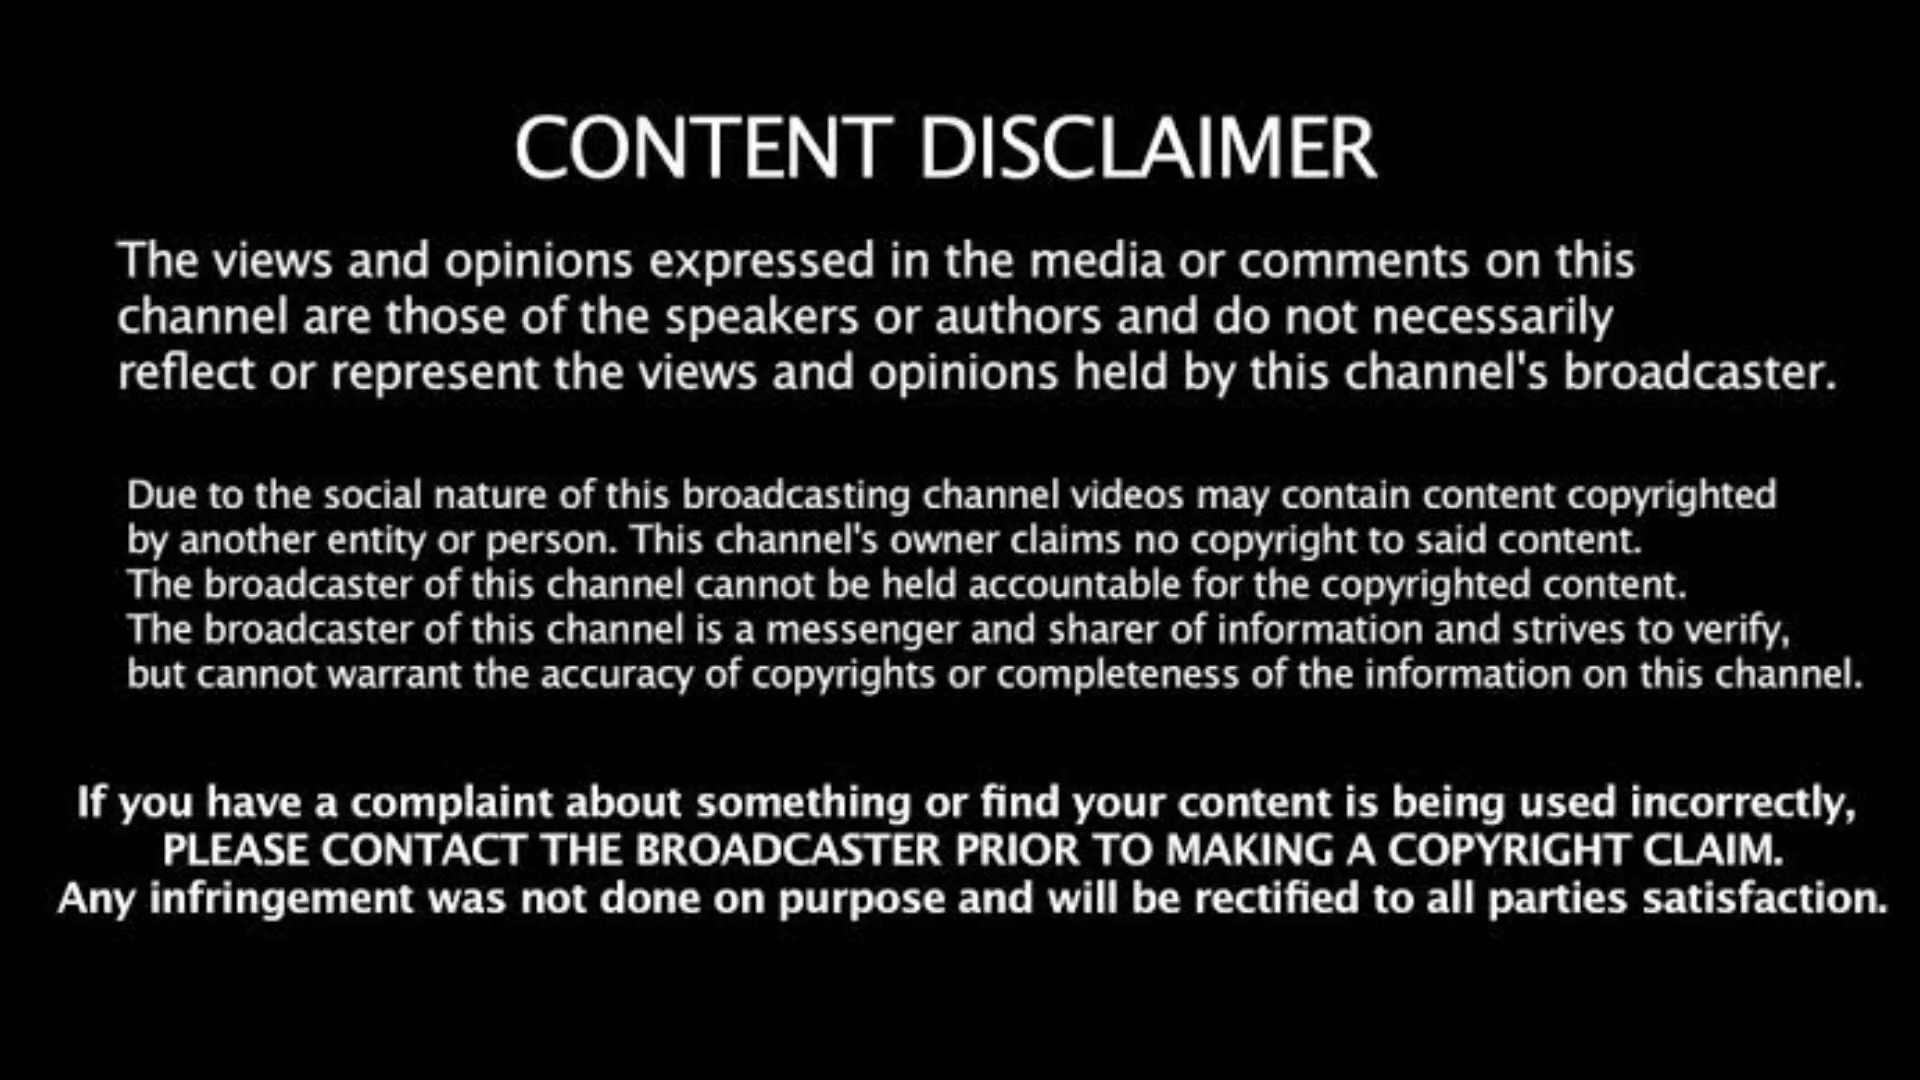 CONTENT DISCLAIMER
The views and opinions expressed in the media or comments on this
channel are those of the speakers or authors and do not necessarily
reflect or represent the views and opinions held by this channel's broadcaster.
Due to the social nature of this broadcasting channel videos may contain content copyrighted
by another entity or person. This channel's owner claims no copyright to said content.
The broadcaster of this channel cannot be held accountable for the copyrighted content.
The broadcaster of this channel is a messenger and sharer of information and strives to verify,
but cannot warrant the accuracy of copyrights or completeness of the information on this channel.
If you have a complaint about something or find your content is being used incorrectly,
PLEASE CONTACT THE BROADCASTER PRIOR TO MAKING A COPYRIGHT CLAIM.
Any infringement was not done on purpose and will be rectified to all parties satisfaction.